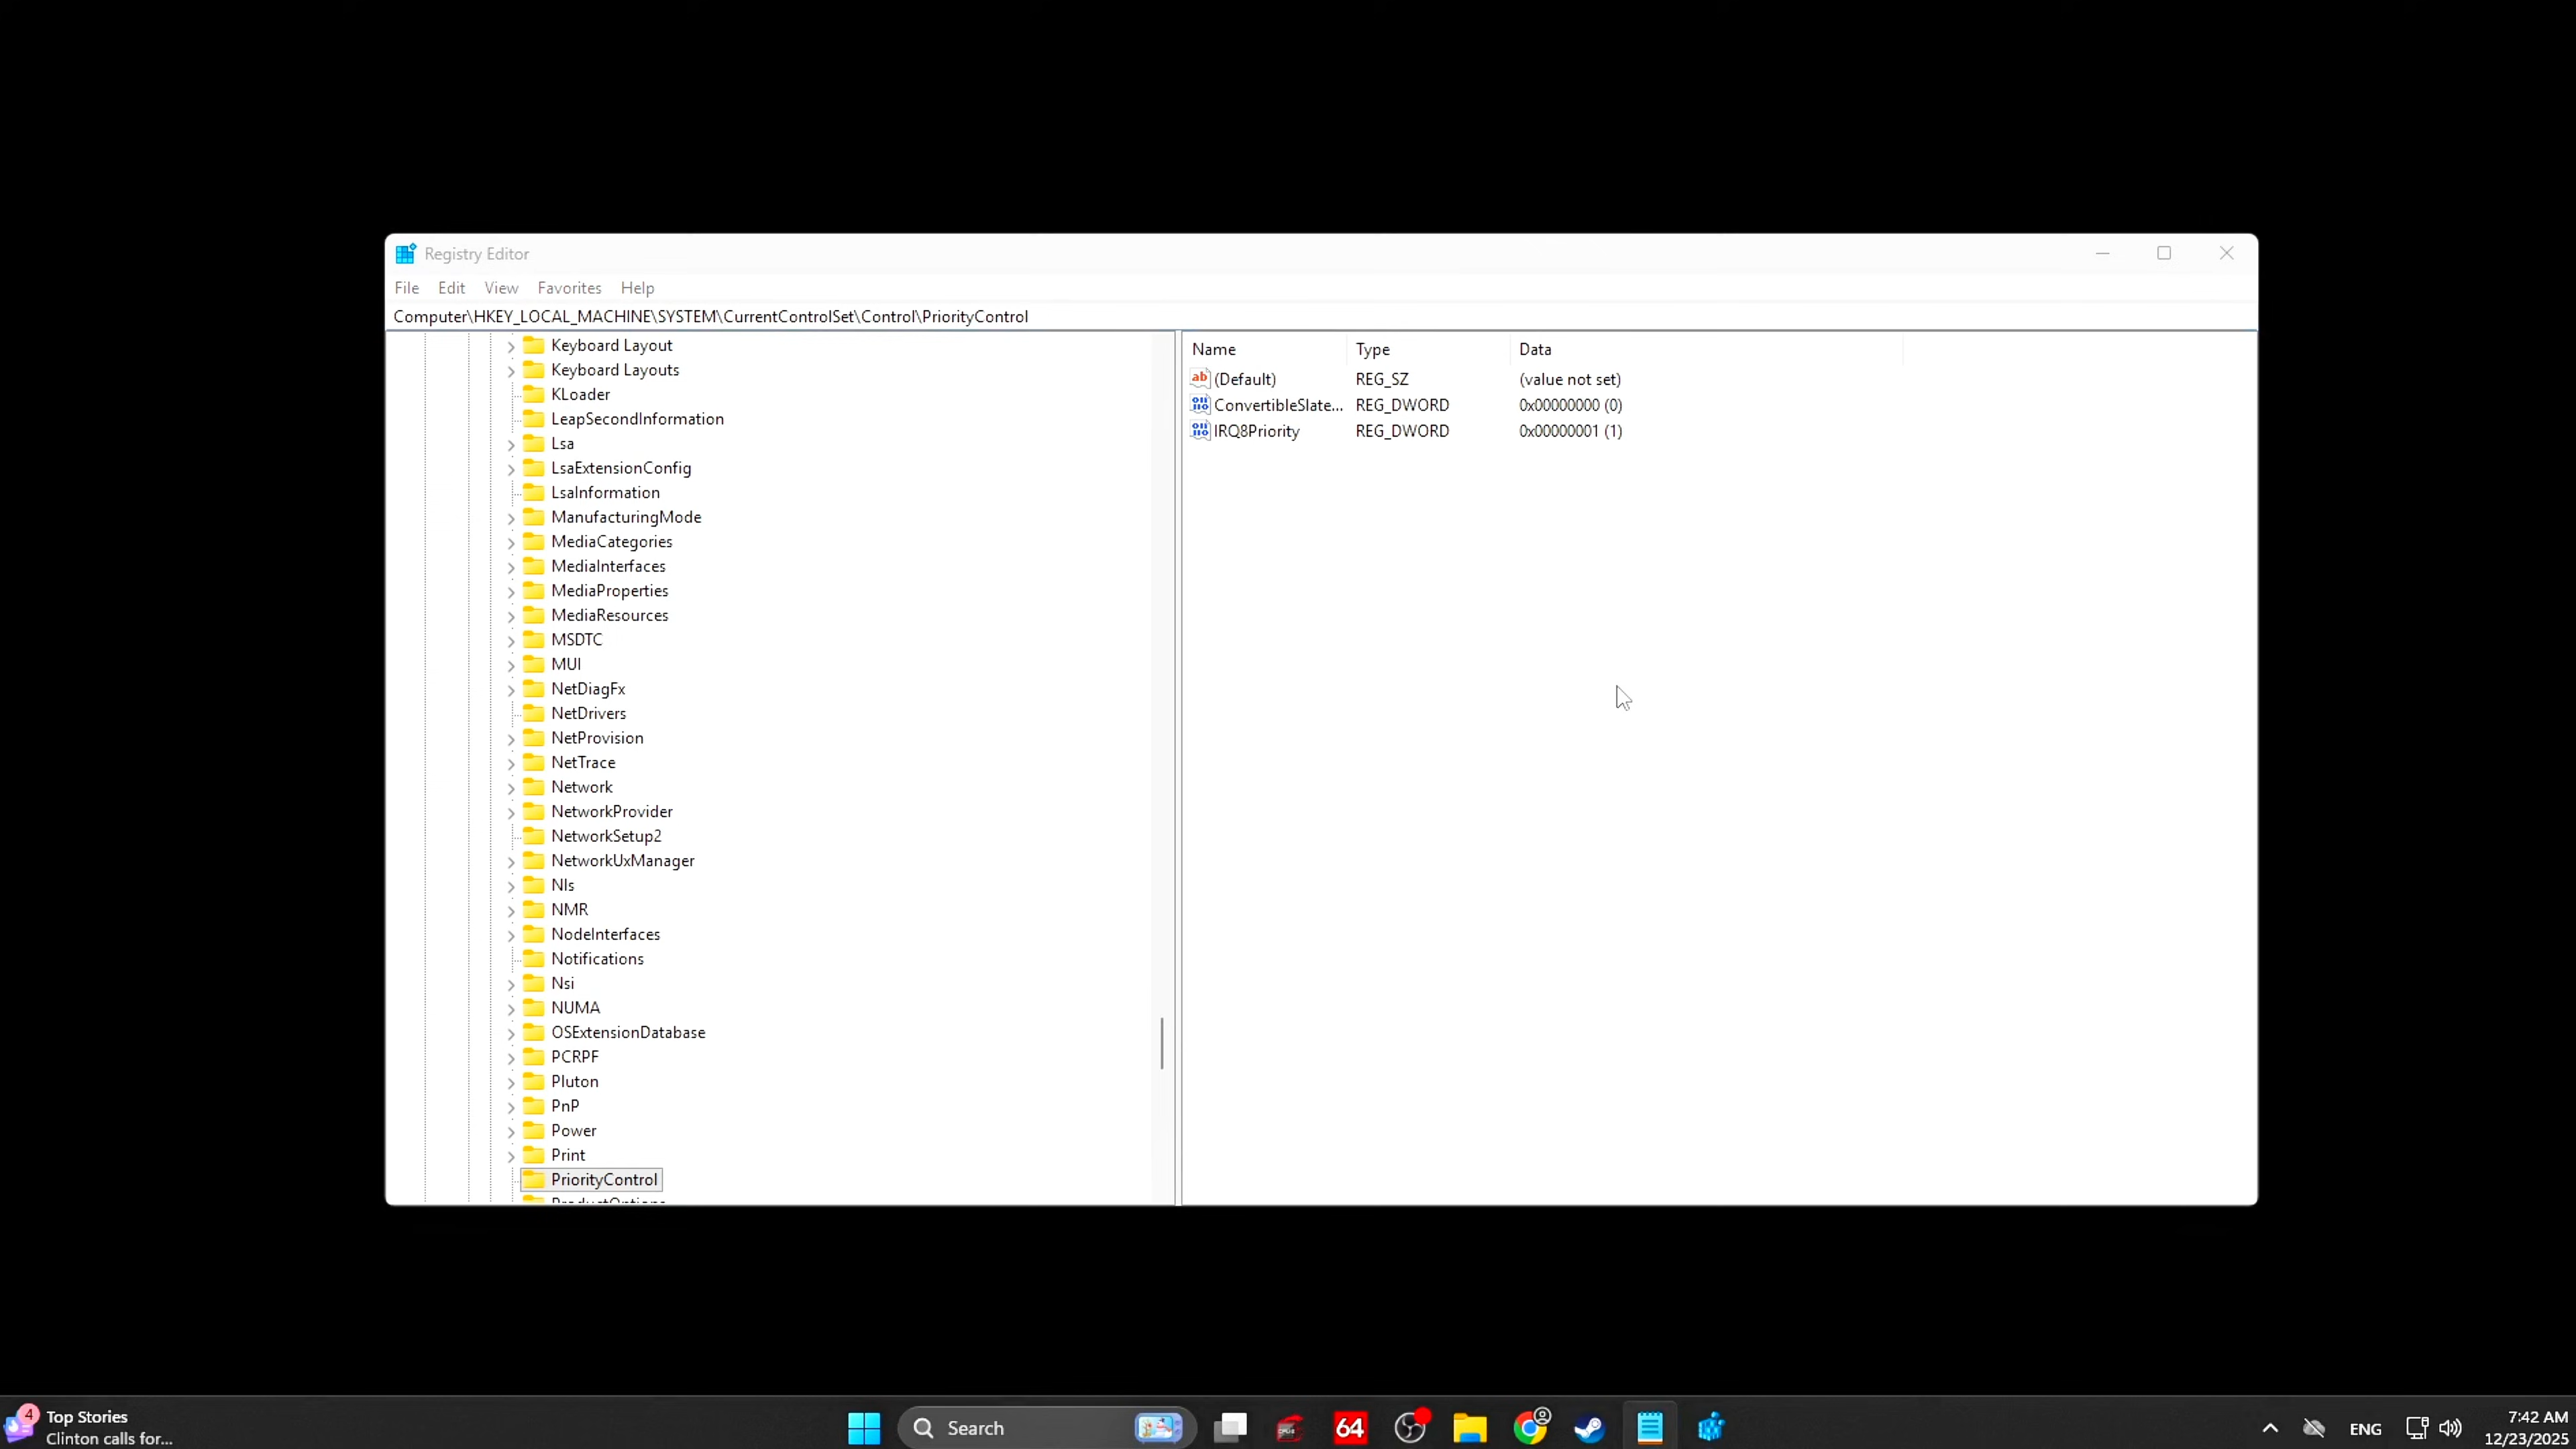 Registry Editor
File Edit View Favorites Help
Computer\HKEY_LOCAL_MACHINE\SYSTEM\CurrentControlSet\Control\PriorityControl
Keyboard Layout
Keyboard Layouts
KLoader
LeapSecondInformation
Lsa
LsaExtensionConfig
LsaInformation
ManufacturingMode
MediaCategories
MediaInterfaces
MediaProperties
MediaResources
MSDTC
MUI
NetDiagFx
NetDrivers
NetProvision
NetTrace
Network
NetworkProvider
NetworkSetup2
NetworkUxManager
Nls
NMR
NodeInterfaces
Notifications
Nsi
NUMA
OSExtensionDatabase
PCRPF
Pluton
PnP
Power
Print
PriorityControl
ProductOptions
Name Type Data
(Default) REG_SZ (value not set)
ConvertibleSlate... REG_DWORD 0x00000000 (0)
IRQ8Priority REG_DWORD 0x00000001 (1)
4
Top Stories
Clinton calls for...
Search
64
ENG
7:42 AM
12/23/2025